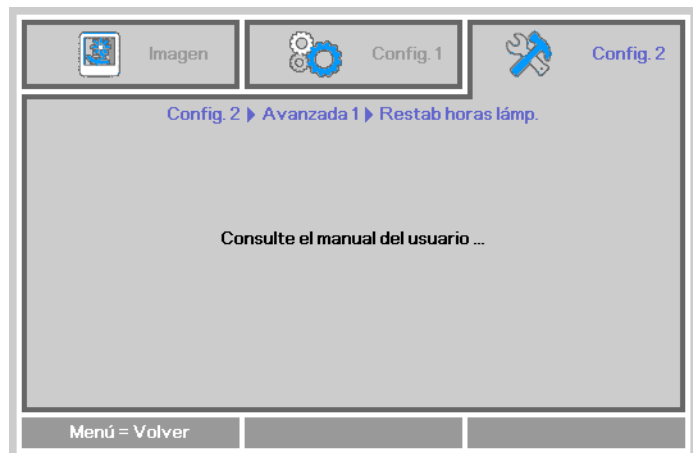 Imagen
Config. 1
Config. 2
Config. 2 ▶ Avanzada 1 ▶ Restab horas lámp.
Consulte el manual del usuario ...
Menú = Volver